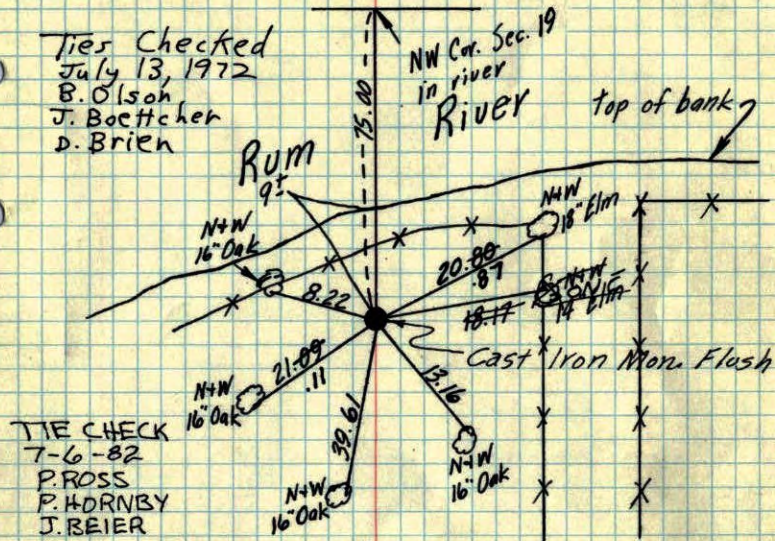 Ties Checked
July 13, 1972
B. Olson
J. Boettcher
D. Brien
NW Cor. Sec. 19
in river
River
75.00
top of bank
Rum
9±
N+W
16" Oak
N+W
18" Elm
20.80
.87
8.22
N+W
14" Elm
GONE
18.17
Cast Iron Mon. Flush
21.09
.11
N+W
16" Oak
13.16
39.61
N+W
16" Oak
N+W
16" Oak
TIE CHECK
7-6-82
P. ROSS
P. HORNBY
J. BEIER